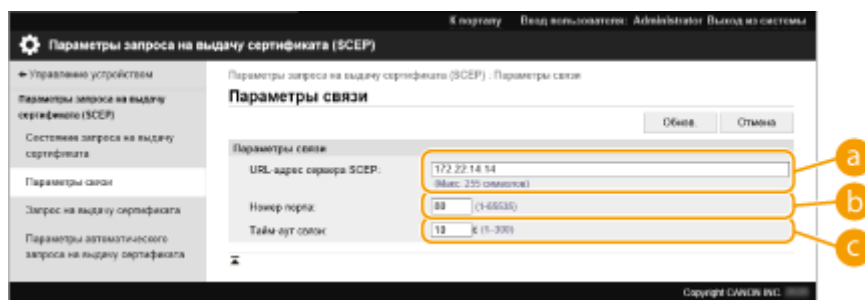 К порталу Вход пользователя: Administrator Выход из системы
Параметры запроса на выдачу сертификата (SCEP)
Управление устройством
Параметры запроса на выдачу сертификата (SCEP) : Параметры связи
Параметры запроса на выдачу
сертификата (SCEP)
Состояние запроса на выдачу
сертификата
Параметры связи
Запрос на выдачу сертификата
Параметры автоматического
запроса на выдачу сертификата
Параметры связи
Обнов. Отмена
Параметры связи
URL-адрес сервера SCEP: 172.22.14.14
(Макс. 255 символов)
a
Номер порта: 80 (1-65535)
b
Тайм-аут связи: 10 с (1-300)
c
Copyright CANON INC.